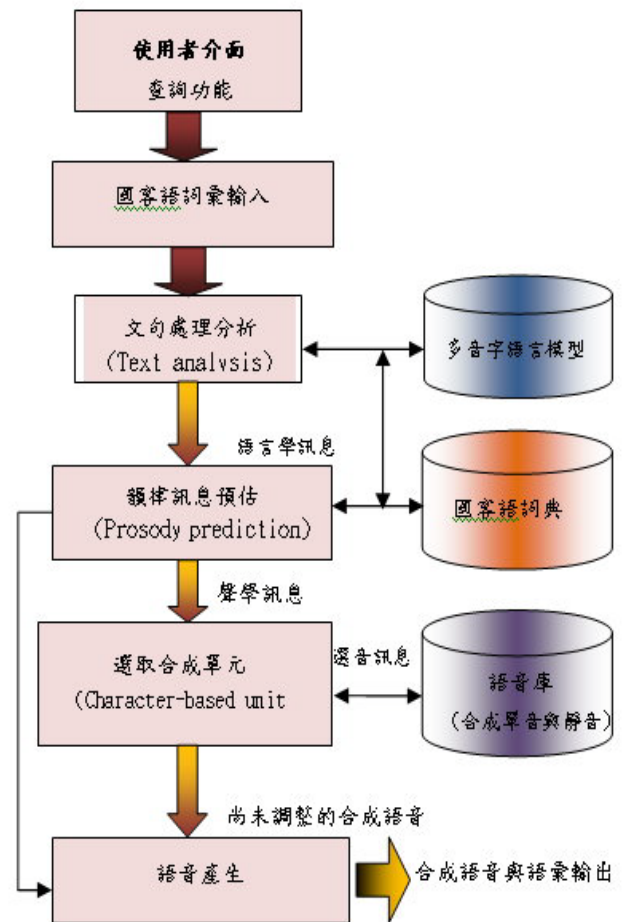 使用者介面
查詢功能
國客語詞彙輸入
文句處理分析
(Text analysis)
多音字語言模型
語言學訊息
韻律訊息預估
(Prosody prediction)
國客語詞典
聲學訊息
選取合成單元
(Character-based unit
選音訊息
語音庫
(合成單音與靜音)
尚未調整的合成語音
語音產生
合成語音與語彙輸出